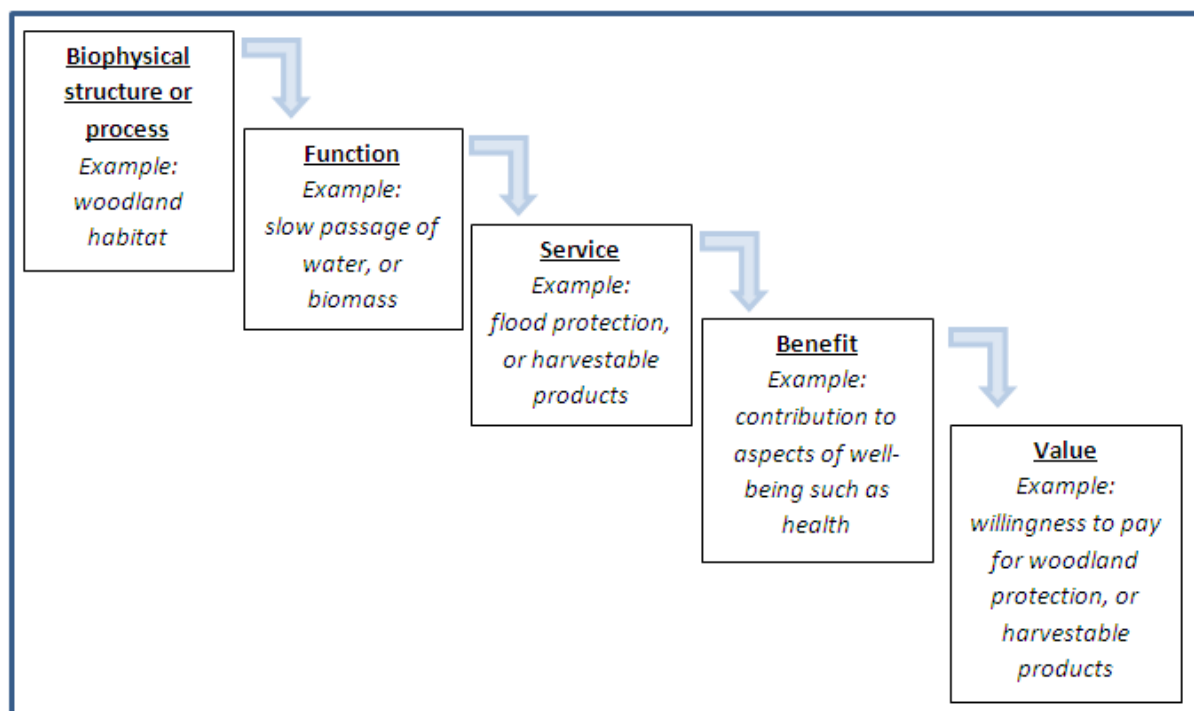 Biophysical
structure or
process
Example:
woodland
habitat
Function
Example:
slow passage of
water, or
biomass
Service
Example:
flood protection,
or harvestable
products
Benefit
Example:
contribution to
aspects of well-
being such as
health
Value
Example:
willingness to pay
for woodland
protection, or
harvestable
products